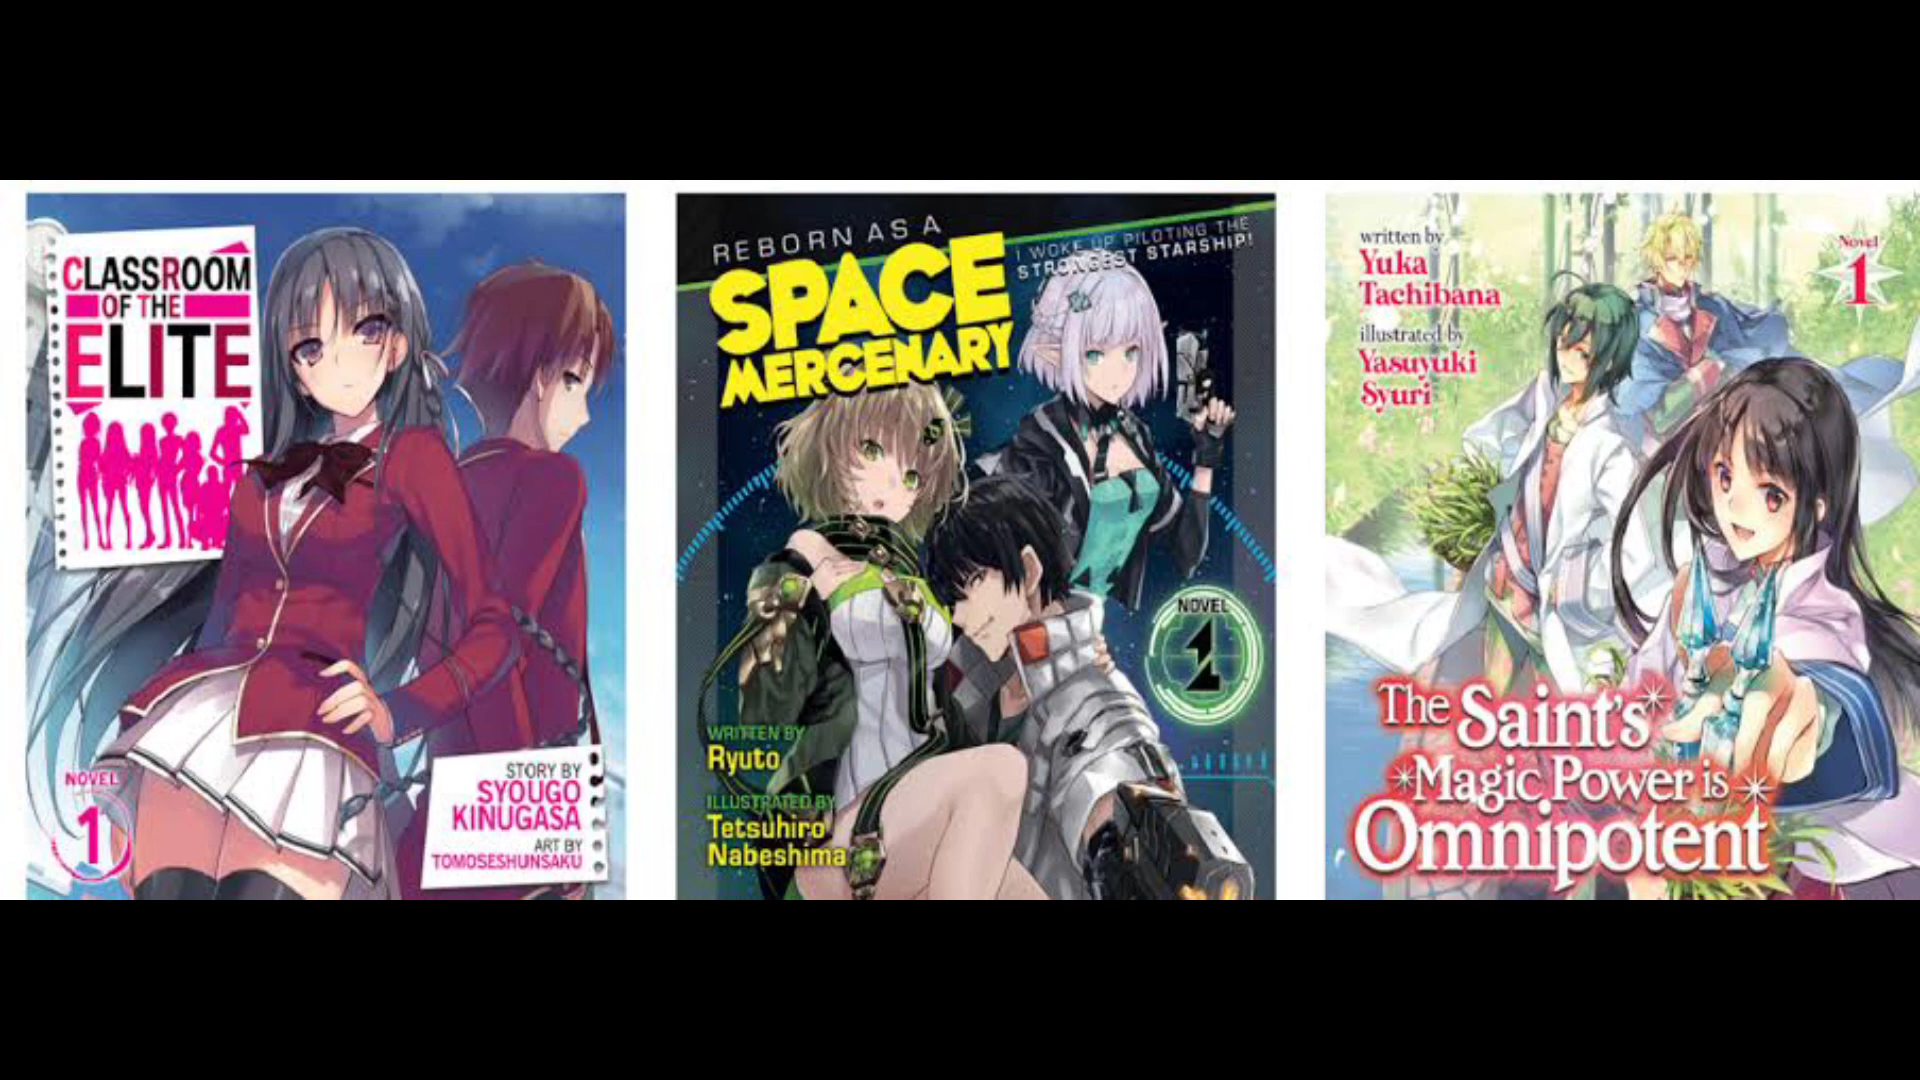 CLASSROOM
OF THE
ELITE
NOVEL
1
STORY BY
SYOUGO
KINUGASA
ART BY
TOMOSESHUNSAKU
REBORN AS A
SPACE
MERCENARY
I WOKE UP PILOTING THE
STRONGEST STARSHIP!
NOVEL
1
WRITTEN BY
Ryuto
ILLUSTRATED BY
Tetsuhiro
Nabeshima
written by
Yuka
Tachibana
illustrated by
Yasuyuki
Syuri
Novel
1
The Saint's
Magic Power is
Omnipotent